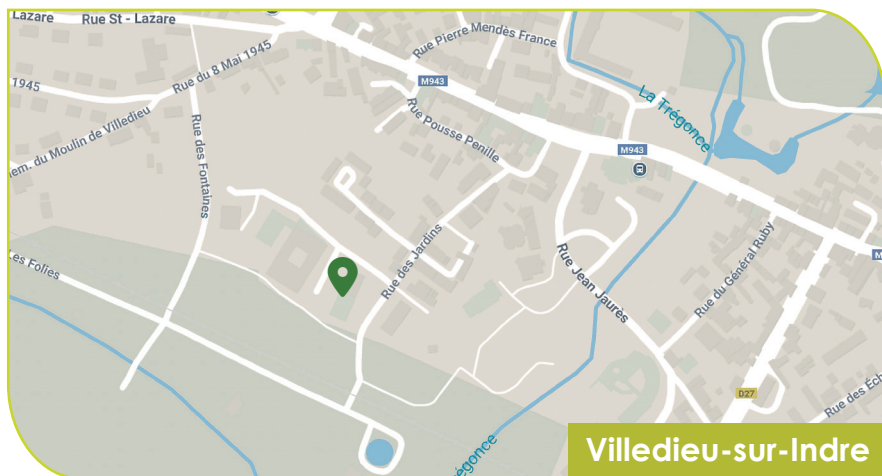 Lazare
Rue St - Lazare
Rue Pierre Mendès France
1945
Rue du 8 Mai 1945
M943
La Trégonce
Rue Pousse Penille
em. du Moulin de Villedieu
Rue des Fontaines
M943
Les Folies
Rue des Jardins
Rue Jean Jaurès
Rue du Général Ruby
M
D27
Rue des Éch
Trégonce
Villedieu-sur-Indre